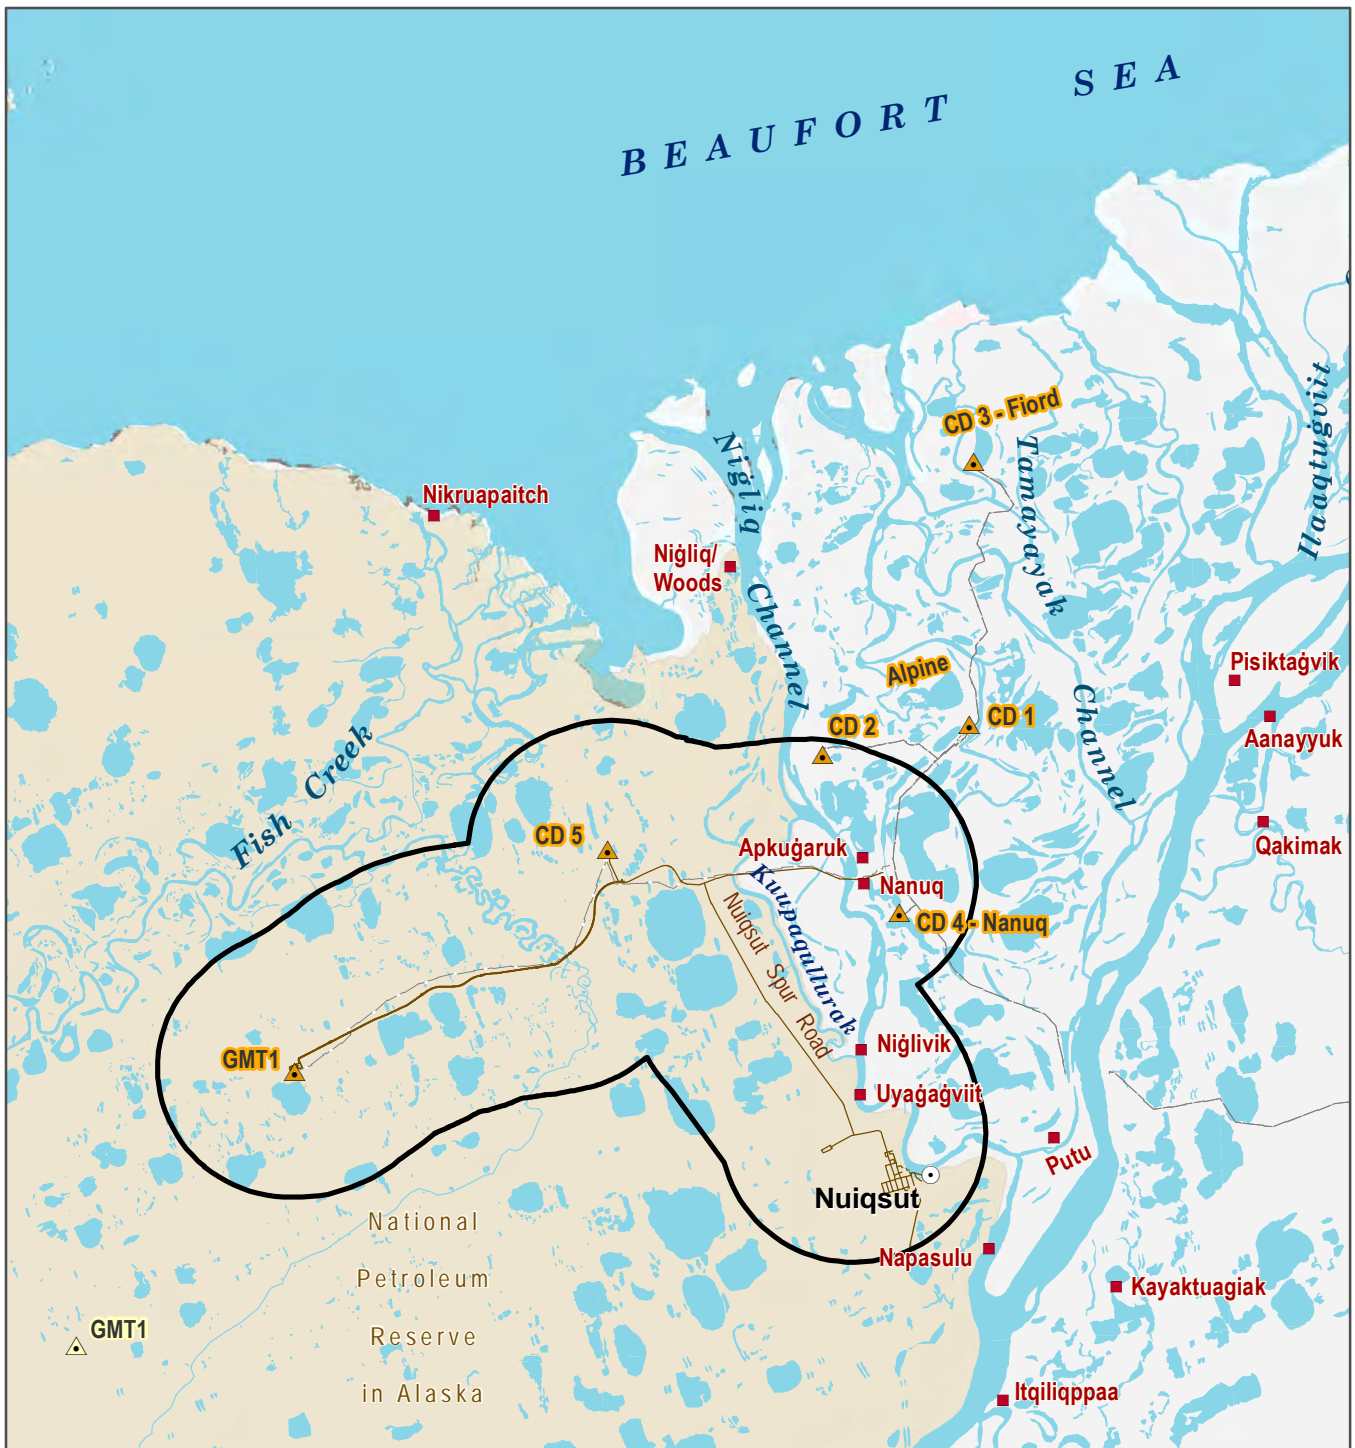 BEAUFORT SEA
CD 3 - Fiord
Nikruapaitch
Niġliq Channel
Tamayayak Channel
Ilaaqtuġviit
Niġliq/
Woods
Alpine
Pisiktaġvik
CD 1
Aanayyuk
CD 2
Fish Creek
CD 5
Apkuġaruk
Qakimak
Nanuq
CD 4 - Nanuq
Kuupaqullurak
Nuiqsut Spur Road
Niġlivik
GMT1
Uyaġaġviit
Putu
Nuiqsut
National
Petroleum
Reserve
in Alaska
Napasulu
Kayaktuagiak
GMT1
Itqiliqppaa